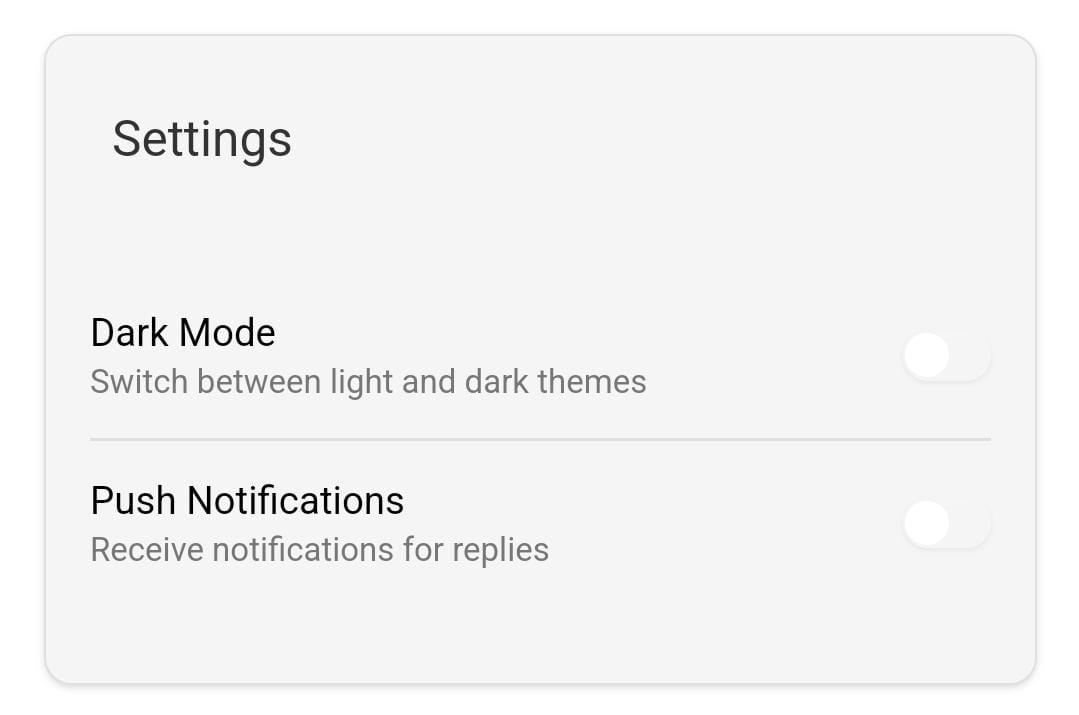 Settings
Dark Mode
Switch between light and dark themes
Push Notifications
Receive notifications for replies